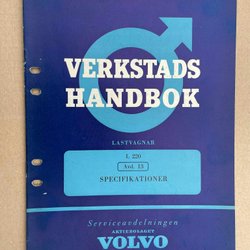 VERKSTADS
HANDBOK
LASTVAGNAR
L 220
Avd. 13
SPECIFIKATIONER
Serviceavdelningen
AKTIEBOLAGET
VOLVO